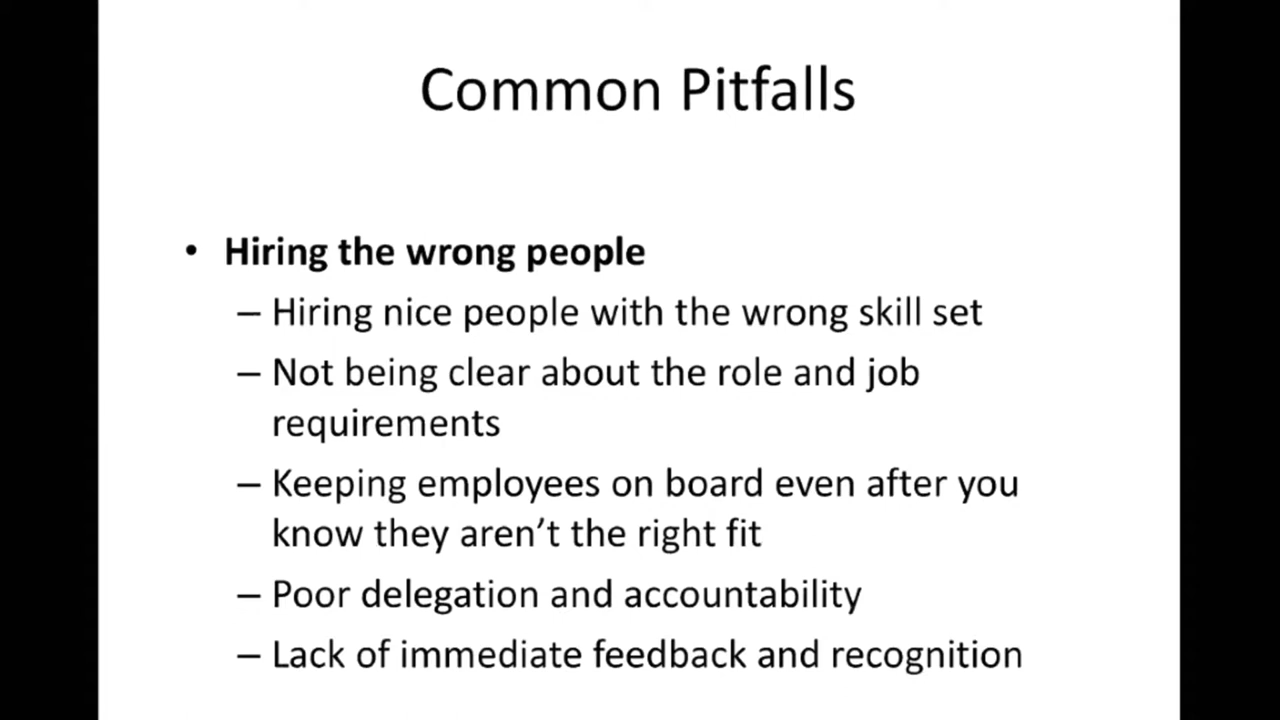 Common Pitfalls
• Hiring the wrong people
– Hiring nice people with the wrong skill set
– Not being clear about the role and job
requirements
– Keeping employees on board even after you
know they aren’t the right fit
– Poor delegation and accountability
– Lack of immediate feedback and recognition